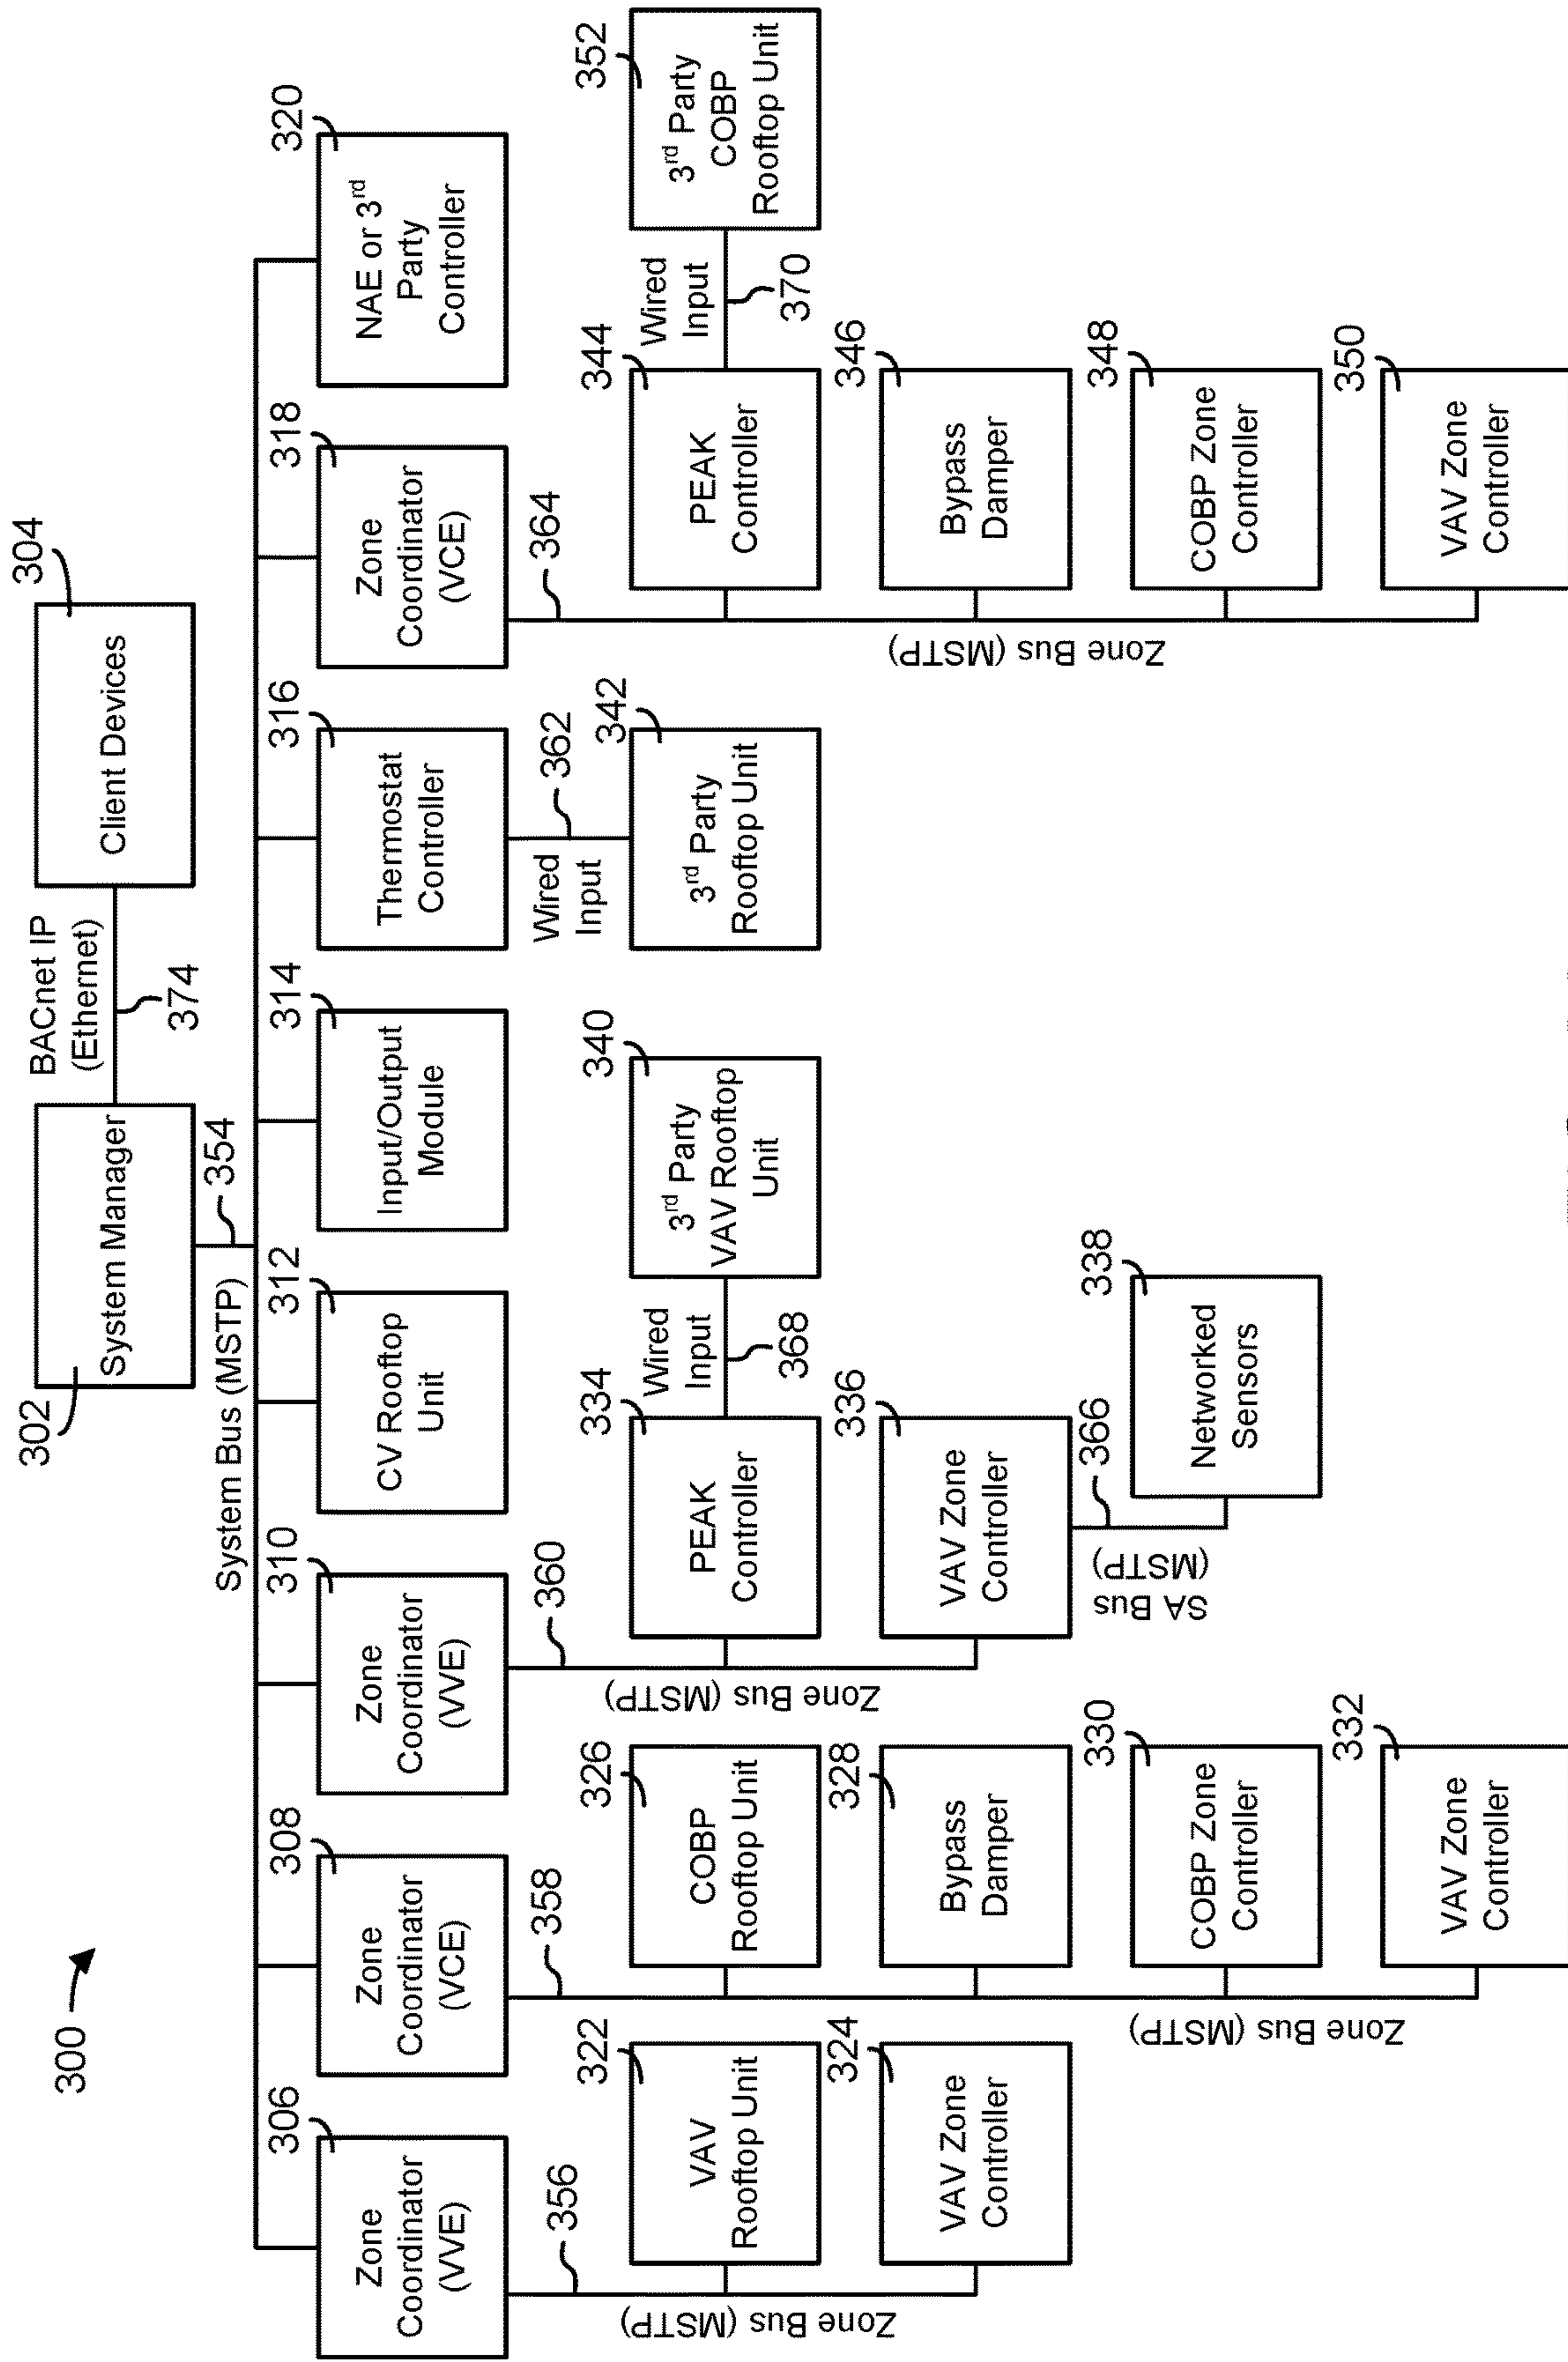 300
302
System Manager
BACnet IP
(Ethernet)
374
304
Client Devices
354
System Bus (MSTP)
306
Zone
Coordinator
(VVE)
308
Zone
Coordinator
(VCE)
310
Zone
Coordinator
(VVE)
312
CV Rooftop
Unit
314
Input/Output
Module
316
Thermostat
Controller
318
Zone
Coordinator
(VCE)
320
NAE or 3rd
Party
Controller
356
Zone Bus (MSTP)
322
VAV
Rooftop Unit
324
VAV Zone
Controller
358
Zone Bus (MSTP)
326
COBP
Rooftop Unit
328
Bypass
Damper
330
COBP Zone
Controller
332
VAV Zone
Controller
360
Zone Bus (MSTP)
334
PEAK
Controller
Wired
Input
368
340
3rd Party
VAV Rooftop
Unit
336
VAV Zone
Controller
366
SA Bus
(MSTP)
338
Networked
Sensors
362
Wired
Input
342
3rd Party
Rooftop Unit
364
Zone Bus (MSTP)
344
PEAK
Controller
Wired
Input
370
352
3rd Party
COBP
Rooftop Unit
346
Bypass
Damper
348
COBP Zone
Controller
350
VAV Zone
Controller